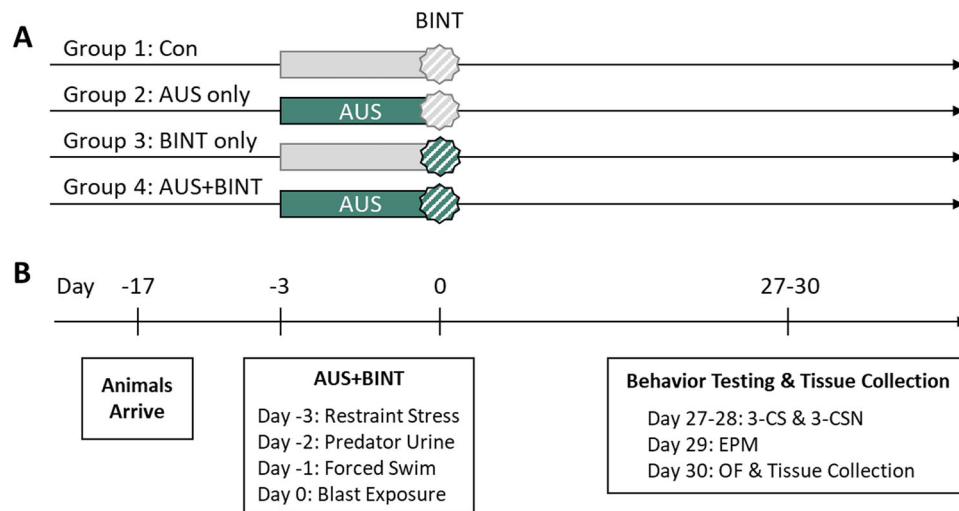 BINT
A
Group 1: Con
Group 2: AUS only
AUS
Group 3: BINT only
Group 4: AUS+BINT
AUS
B
Day -17 -3 0 27-30
Animals
Arrive
AUS+BINT
Day -3: Restraint Stress
Day -2: Predator Urine
Day -1: Forced Swim
Day 0: Blast Exposure
Behavior Testing & Tissue Collection
Day 27-28: 3-CS & 3-CSN
Day 29: EPM
Day 30: OF & Tissue Collection